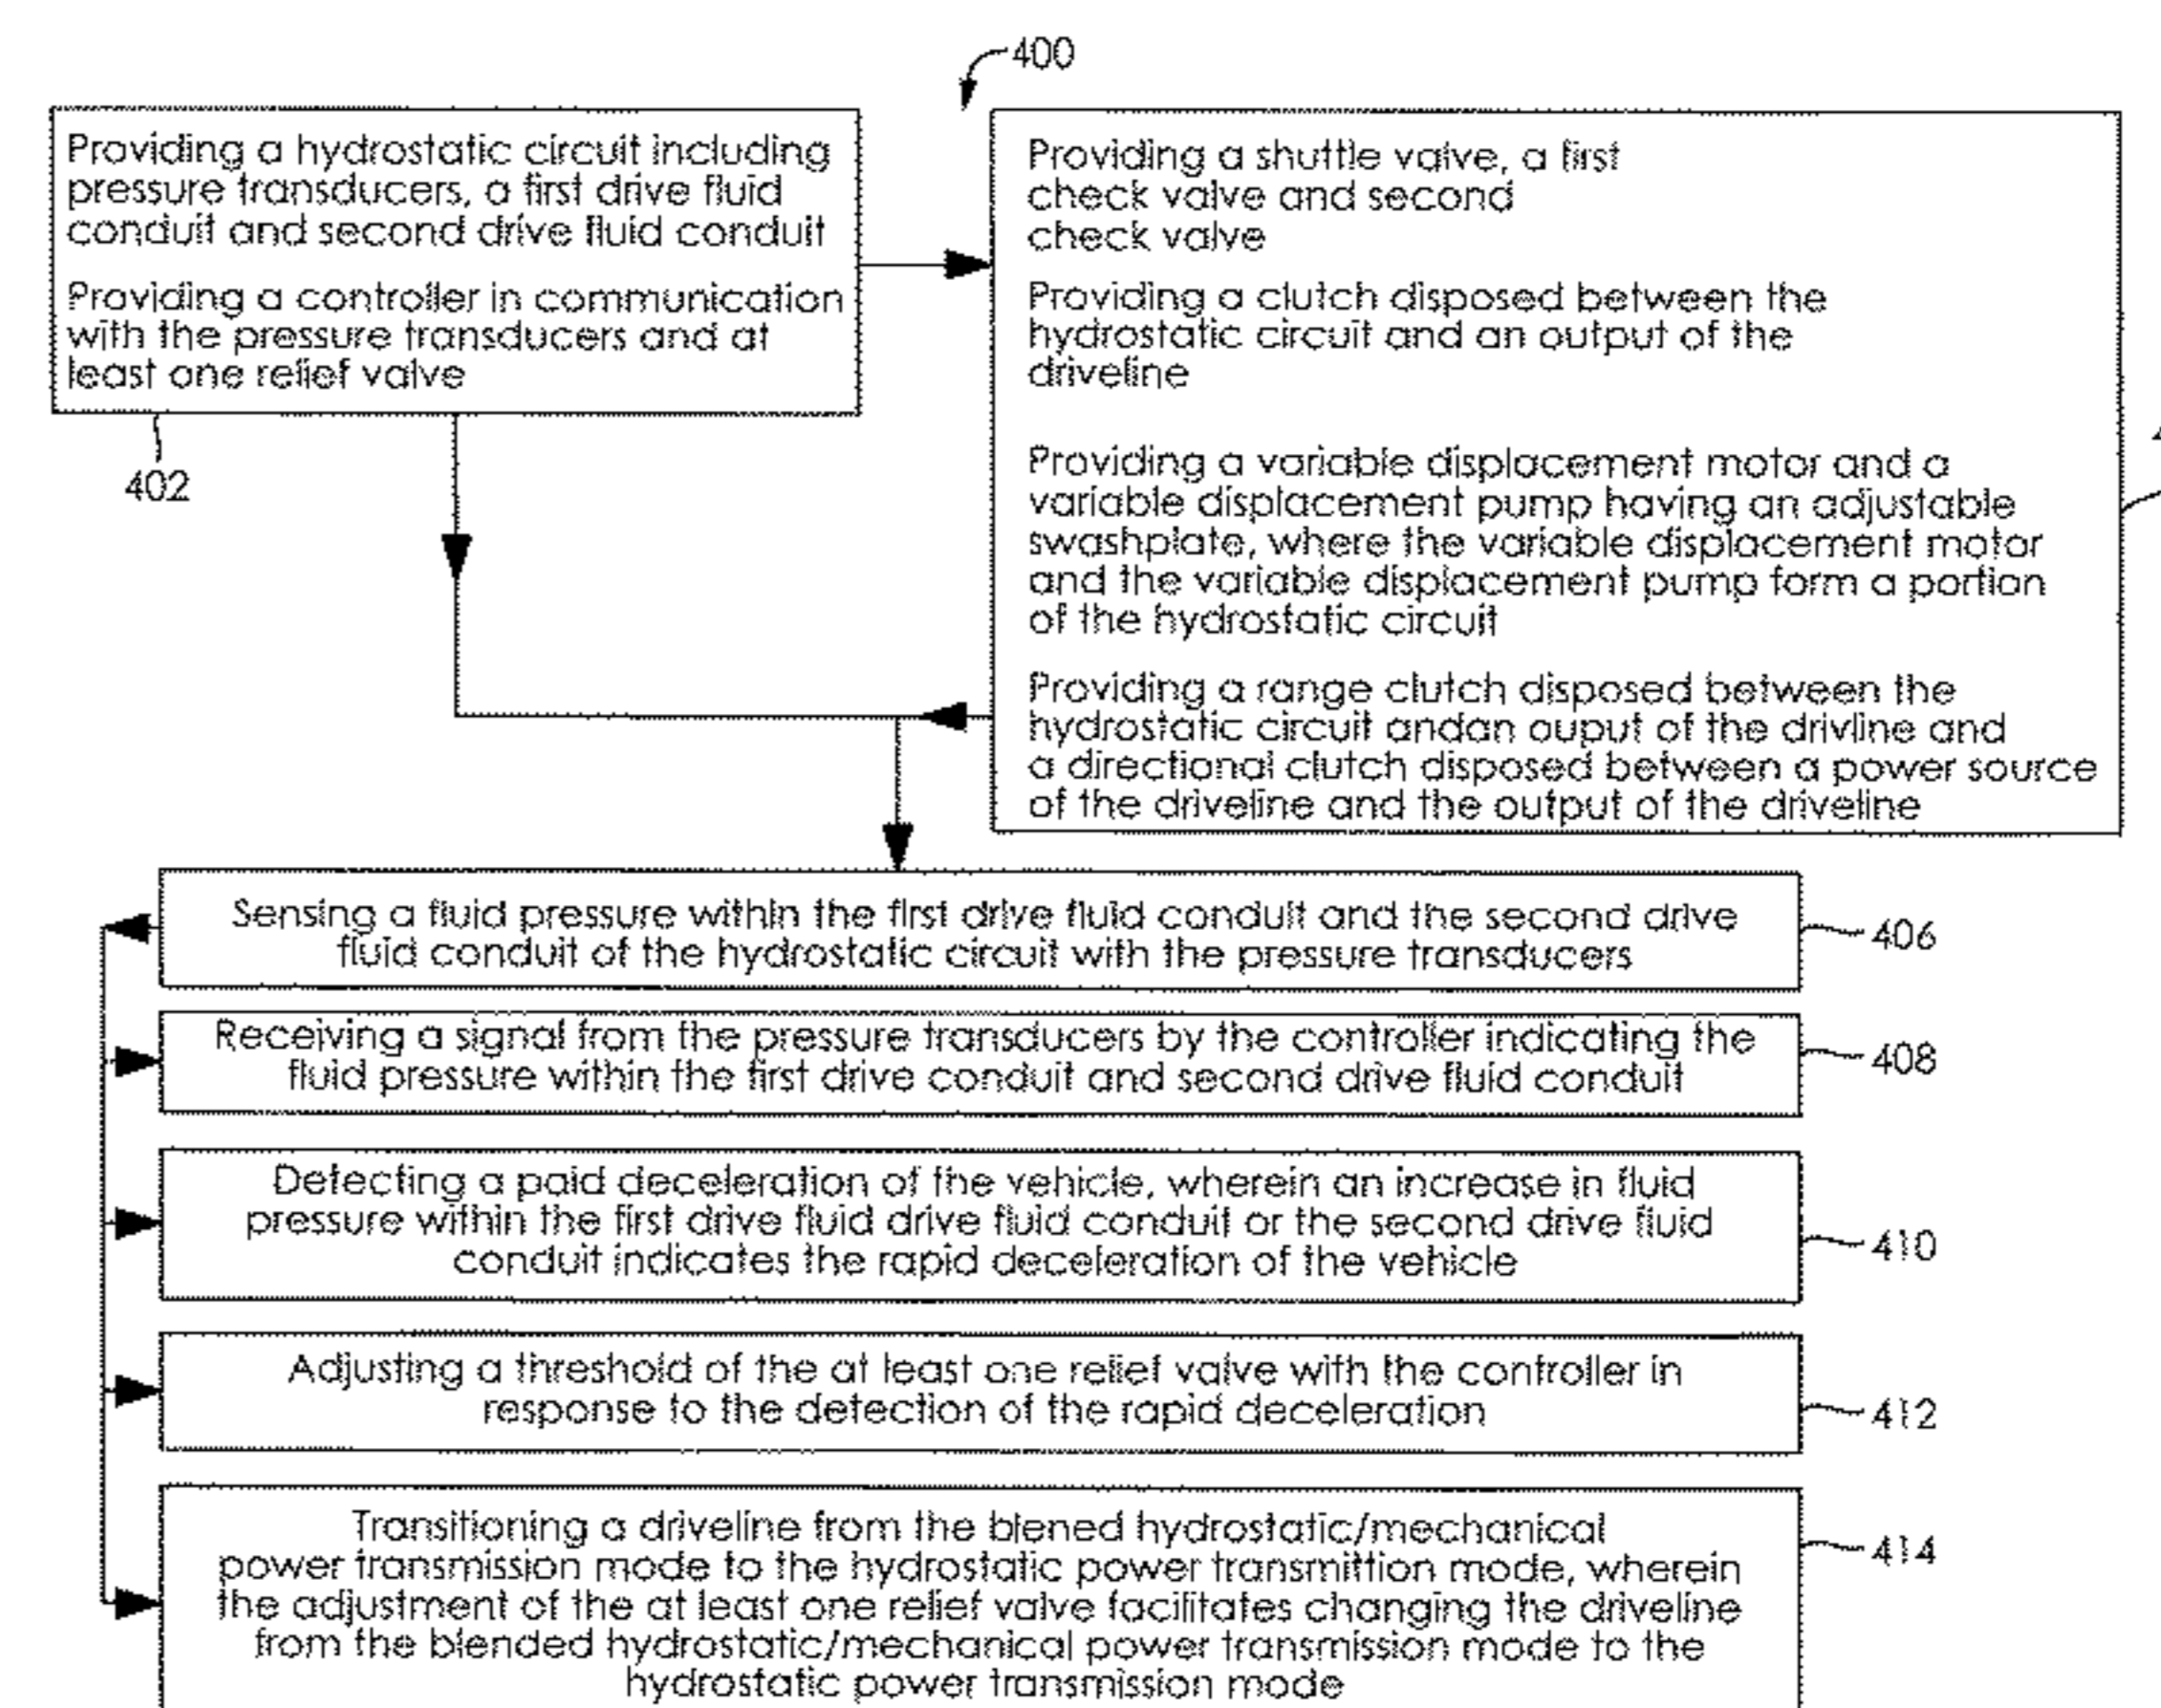 400
Providing a hydrostatic circuit including
pressure transducers, a first drive fluid
conduit and second drive fluid conduit
Providing a controller in communication
with the pressure transducers and at
least one relief valve
402
Providing a shuttle valve, a first
check valve and second
check valve
Providing a clutch disposed between the
hydrostatic circuit and an output of the
driveline
Providing a variable displacement motor and a
variable displacement pump having an adjustable
swashplate, where the variable displacement motor
and the variable displacement pump form a portion
of the hydrostatic circuit
Providing a range clutch disposed between the
hydrostatic circuit andan ouput of the drivline and
a directional clutch disposed between a power source
of the driveline and the output of the driveline
Sensing a fluid pressure within the first drive fluid conduit and the second drive
fluid conduit of the hydrostatic circuit with the pressure transducers
406
Receiving a signal from the pressure transducers by the controller indicating the
fluid pressure within the first drive conduit and second drive fluid conduit
408
Detecting a paid deceleration of the vehicle, wherein an increase in fluid
pressure within the first drive fluid drive fluid conduit or the second drive fluid
conduit indicates the rapid deceleration of the vehicle
410
Adjusting a threshold of the at least one relief valve with the controller in
response to the detection of the rapid deceleration
412
Transitioning a driveline from the blened hydrostatic/mechanical
power transmission mode to the hydrostatic power transmittion mode, wherein
the adjustment of the at least one relief valve facilitates changing the driveline
from the blended hydrostatic/mechanical power transmission mode to the
hydrostatic power transmission mode
414